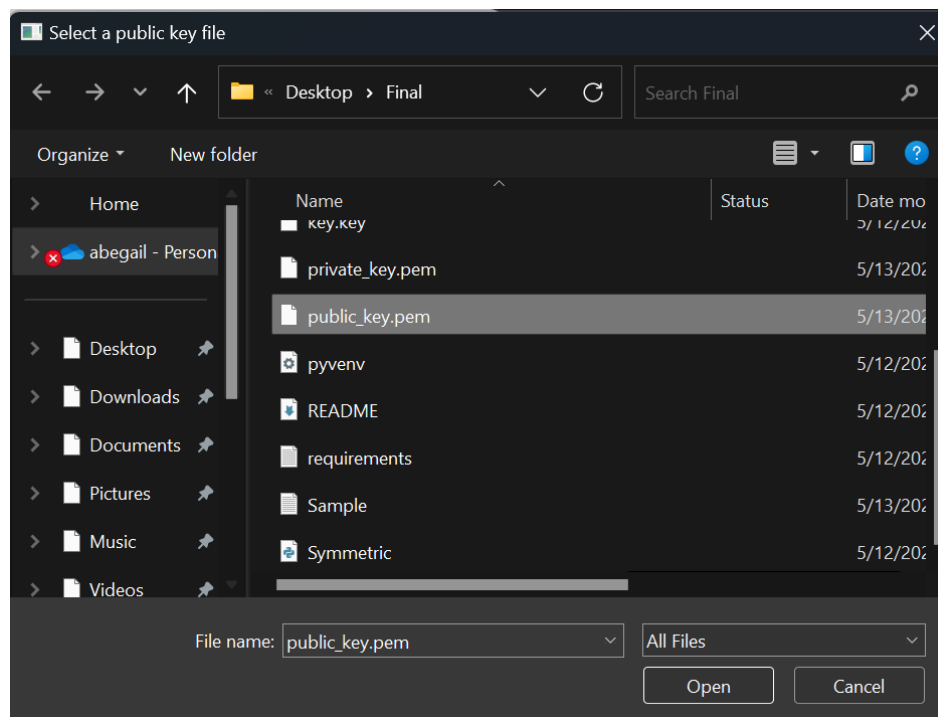 Select a public key file
« Desktop > Final
Search Final
Organize
New folder
Name
Status
Date mo
key.key
5/12/202
private_key.pem
5/13/202
public_key.pem
5/13/202
pyvenv
5/12/202
README
5/12/202
requirements
5/12/202
Sample
5/13/202
Symmetric
5/12/202
Home
abegail - Person
Desktop
Downloads
Documents
Pictures
Music
Videos
File name:
public_key.pem
All Files
Open
Cancel